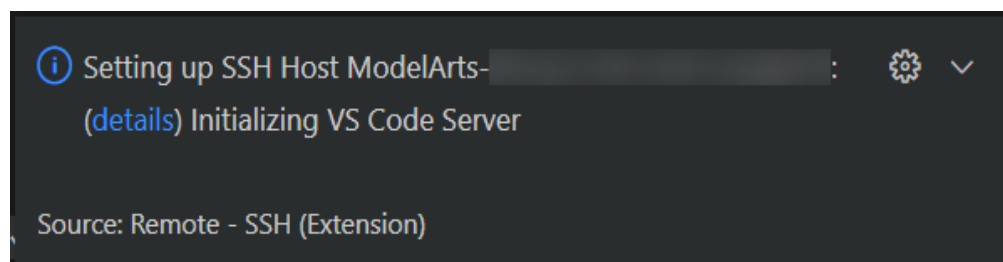 Setting up SSH Host ModelArts- :
(details) Initializing VS Code Server
Source: Remote - SSH (Extension)